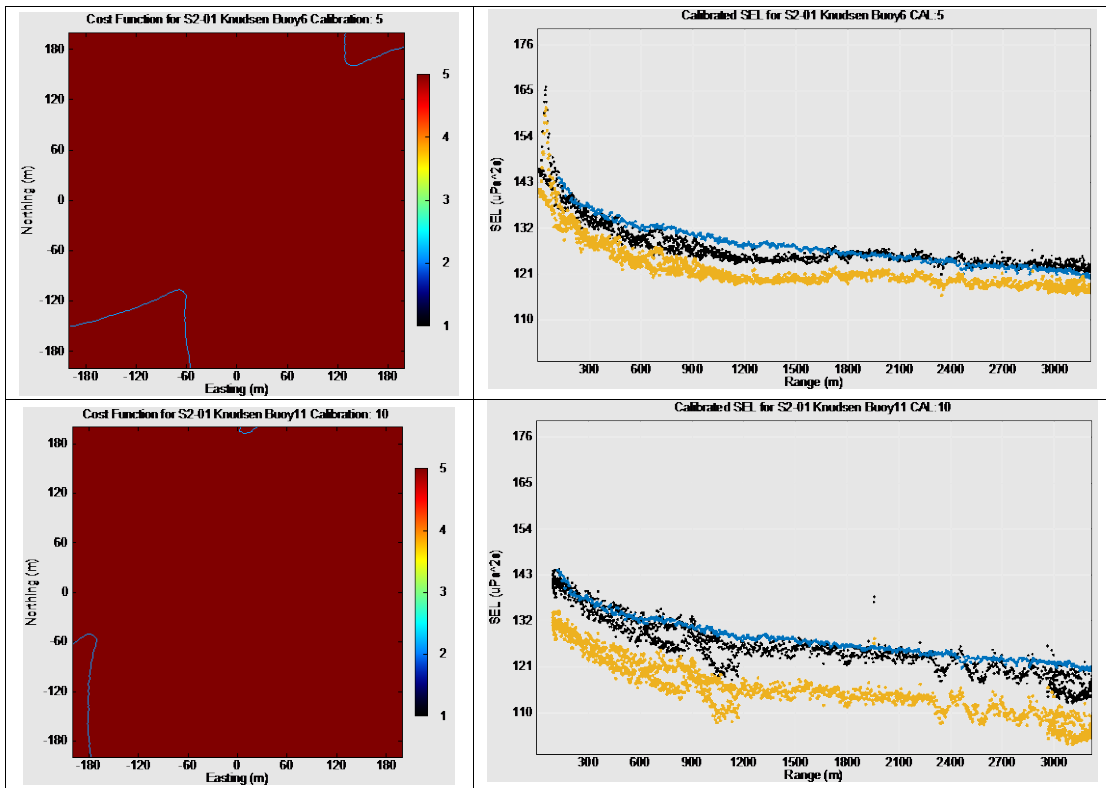 Cost Function for S2-01 Knudsen Buoy6 Calibration: 5
180
120
60
0
-60
-120
-180
Northing (m)
-180 -120 -60 0 60 120 180
Easting (m)
5
4
3
2
1
Calibrated SEL for S2-01 Knudsen Buoy6 CAL:5
176
165
154
143
132
121
110
SEL (uPa^2s)
300 600 900 1200 1500 1800 2100 2400 2700 3000
Range (m)
Cost Function for S2-01 Knudsen Buoy11 Calibration: 10
180
120
60
0
-60
-120
-180
Northing (m)
-180 -120 -60 0 60 120 180
Easting (m)
5
4
3
2
1
Calibrated SEL for S2-01 Knudsen Buoy11 CAL:10
176
165
154
143
132
121
110
SEL (uPa^2s)
300 600 900 1200 1500 1800 2100 2400 2700 3000
Range (m)